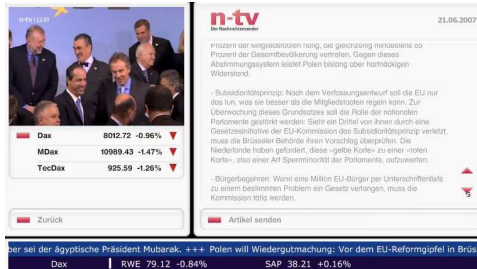 n-tv | 12:03
n-tv
Der Nachrichtensender
21.06.2007
Prozent der Mitgliedstaaten nötig, die gleichzeitig mindestens 65
Prozent der Gesamtbevölkerung vertreten. Gegen dieses
Abstimmungssystem leistet Polen bislang aber hartnäckigen
Widerstand.
- Subsidiaritätsprinzip: Nach dem Verfassungsentwurf soll die EU nur
das tun, was sie besser als die Mitgliedstaaten regeln kann. Zur
Überwachung dieses Grundsatzes soll die Rolle der nationalen
Parlamente gestärkt werden: Sieht ein Drittel von ihnen durch eine
Gesetzesinitiative der EU-Kommission das Subsidiaritätsprinzip verletzt,
muss die Brüsseler Behörde ihren Vorschlag überprüfen. Die
Niederlande haben gefordert, diese »gelbe Karte« zu einer »roten
Karte«, also einer Art Sperrminorität der Parlamente, aufzuwerten.
- Bürgerbegehren: Wenn eine Million EU-Bürger per Unterschriftenliste
zu einem bestimmten Problem ein Gesetz verlangen, muss die
Kommission tätig werden.
Dax 8012.72 -0.96%
MDax 10989.43 -1.47%
TecDax 925.59 -1.26%
Zurück
Artikel senden
ber sei der ägyptische Präsident Mubarak. +++ Polen will Wiedergutmachung: Vor dem EU-Reformgipfel in Brüs
Dax RWE 79.12 -0.84% SAP 38.21 +0.16%